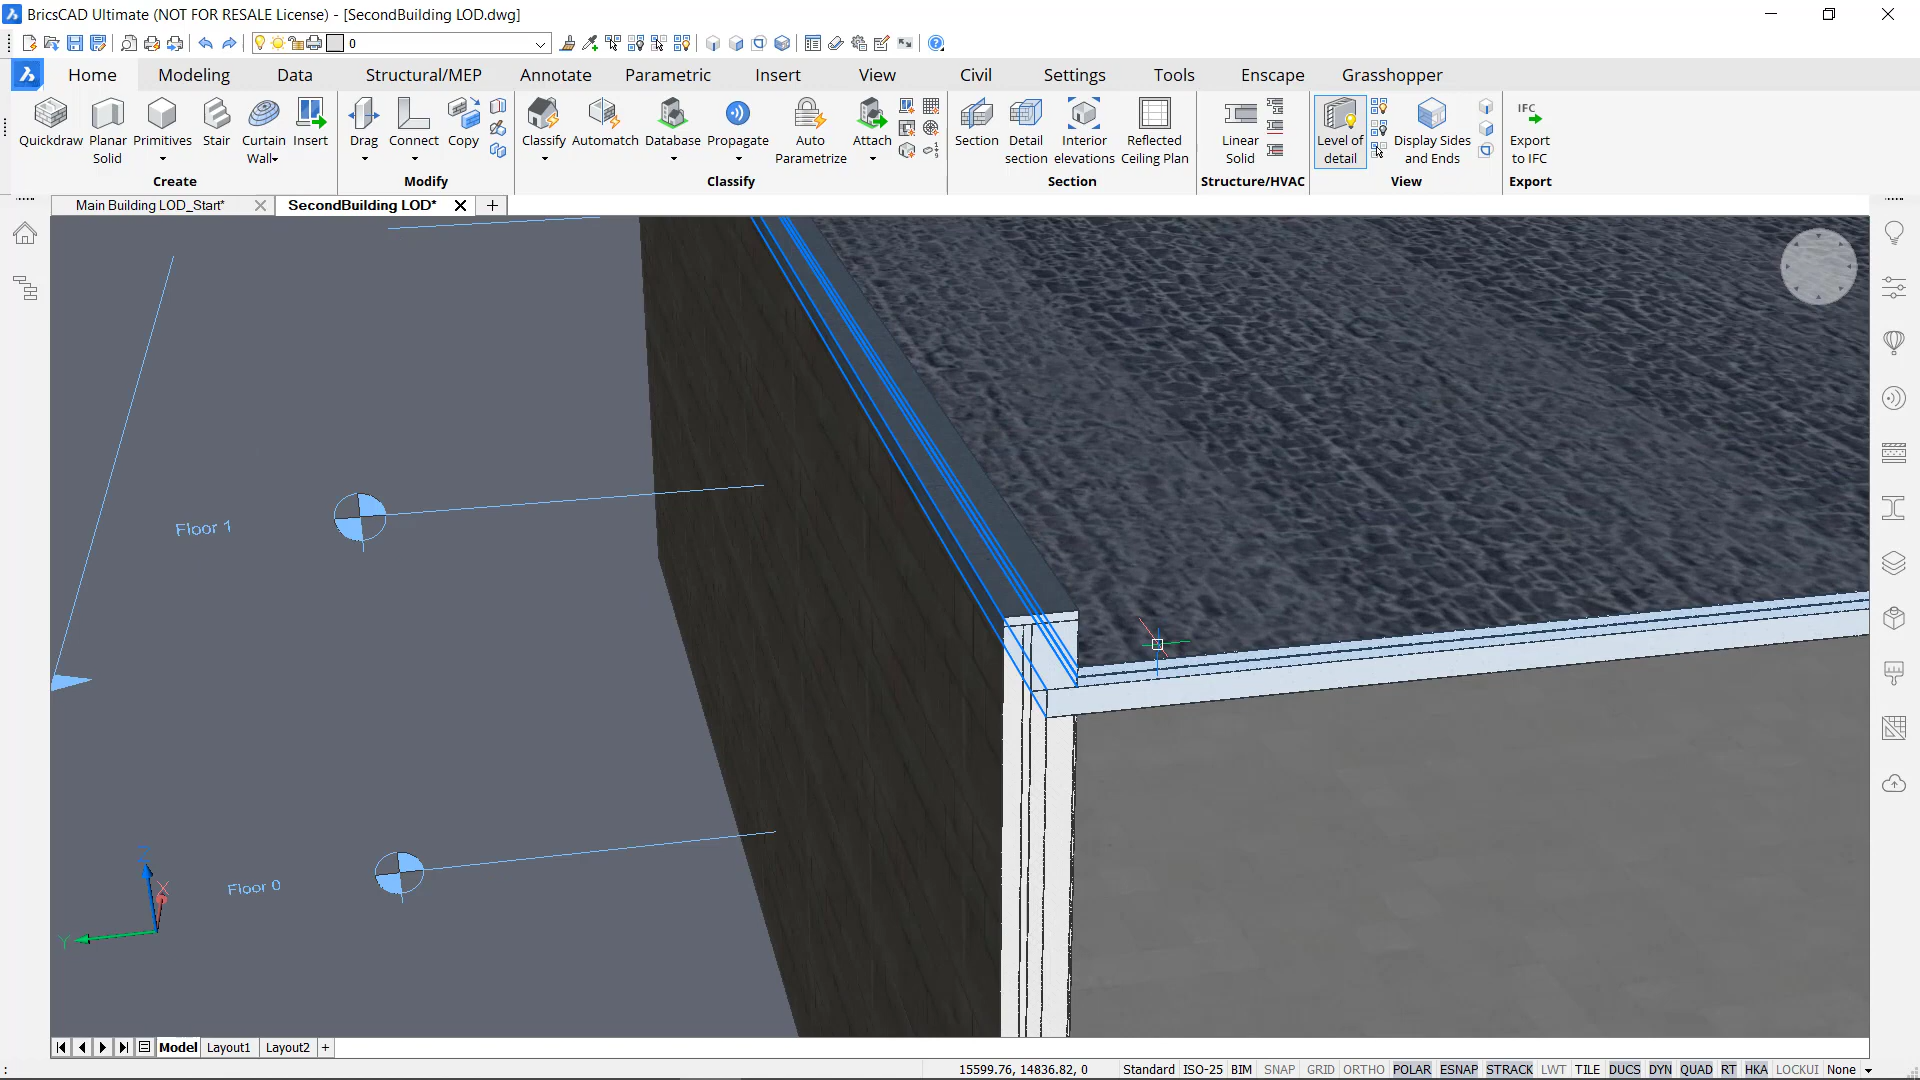 BricsCAD Ultimate (NOT FOR RESALE License) - [SecondBuilding LOD.dwg]
0
Home Modeling Data Structural/MEP Annotate Parametric Insert View Civil Settings Tools Enscape Grasshopper
Quickdraw Planar Solid Primitives Stair Curtain Wall Insert Drag Connect Copy Classify Automatch Database Propagate Auto Parametrize Attach Section Detail section Interior elevations Reflected Ceiling Plan Linear Solid Level of detail Display Sides and Ends IFC Export to IFC
Create Modify Classify Section Structure/HVAC View Export
Main Building LOD_Start* SecondBuilding LOD*
Floor 1
Floor 0
Z
X
Y
Model Layout1 Layout2 +
: 15599.76, 14836.82, 0 Standard ISO-25 BIM SNAP GRID ORTHO POLAR ESNAP STRACK LWT TILE DUCS DYN QUAD RT HKA LOCKUI None